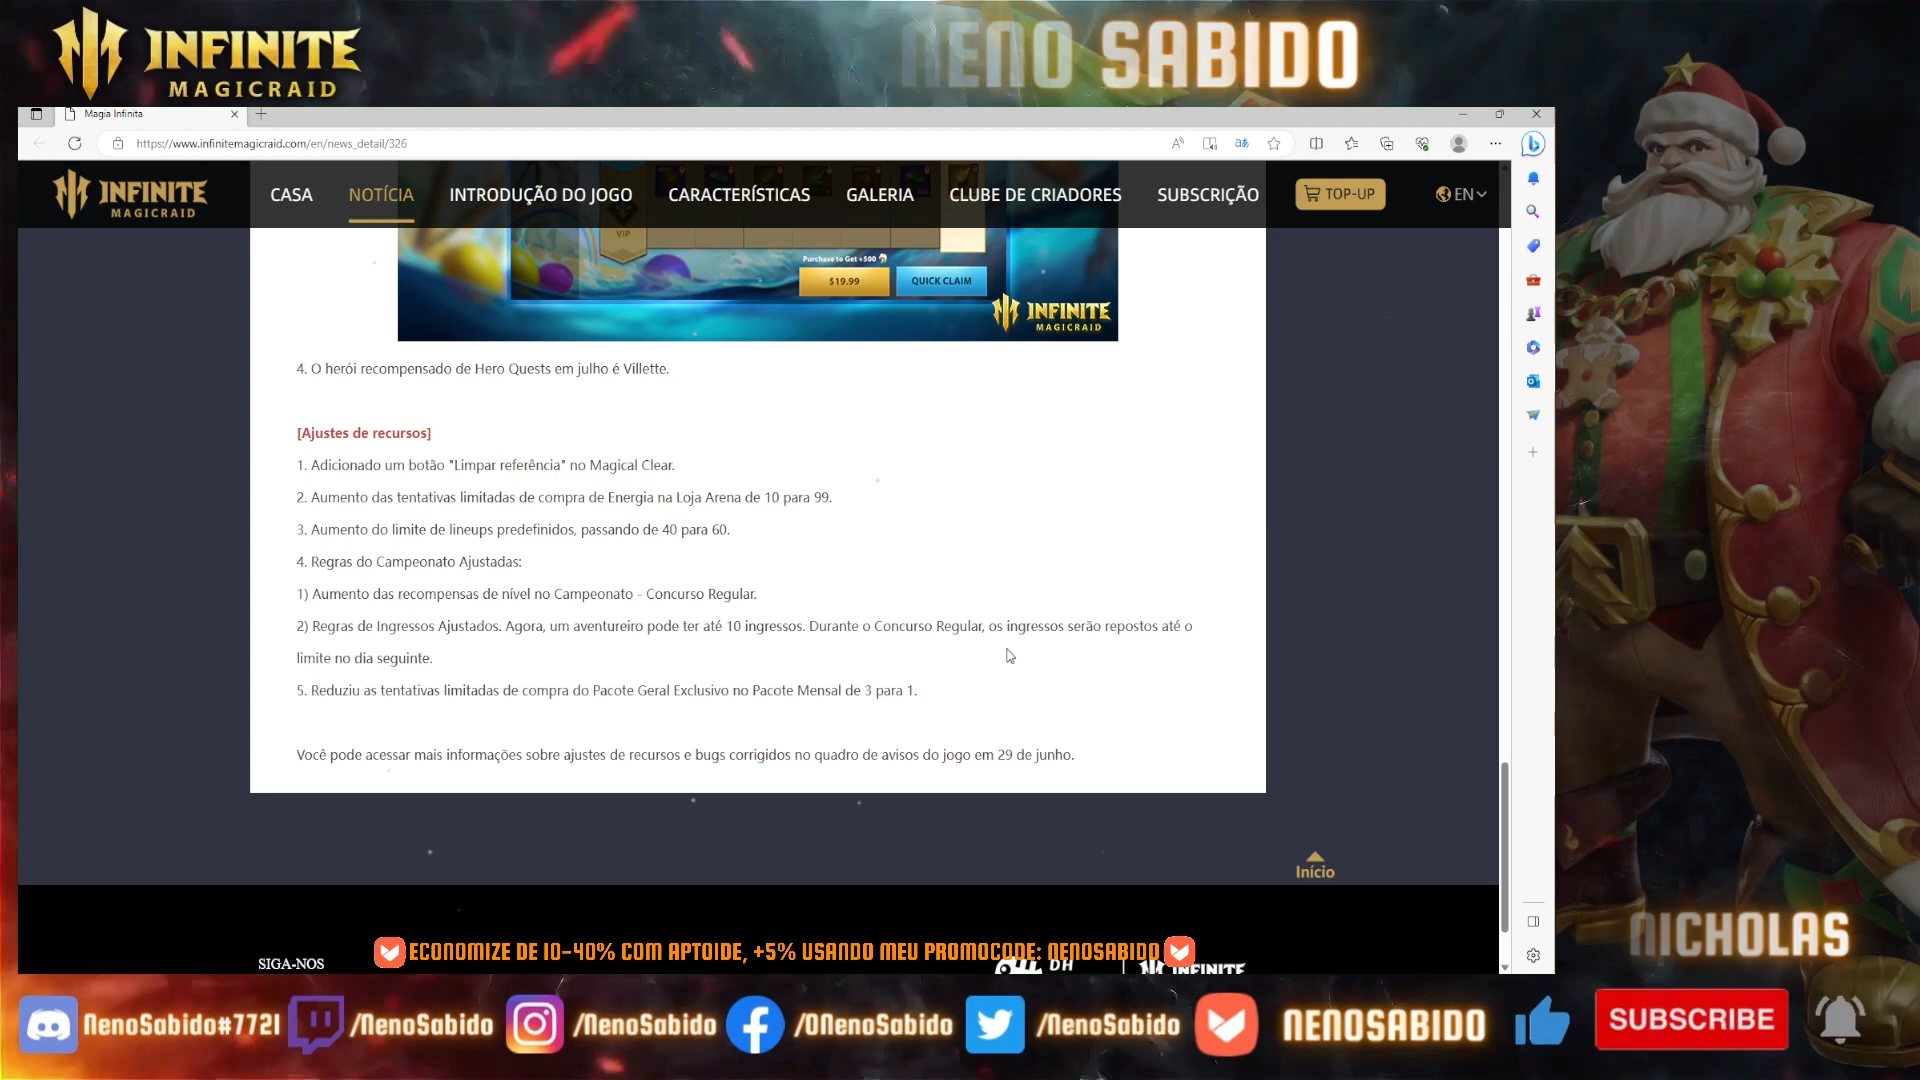 INFINITE
MAGICRAID
NENO SABIDO
Magia Infinita
https://www.infinitemagicraid.com/en/news_detail/326
INFINITE
MAGICRAID
CASA
NOTÍCIA
INTRODUÇÃO DO JOGO
CARACTERÍSTICAS
GALERIA
CLUBE DE CRIADORES
SUBSCRIÇÃO
TOP-UP
EN
VIP
Purchase to Get +500
$19.99
QUICK CLAIM
INFINITE
MAGICRAID
4. O herói recompensado de Hero Quests em julho é Villette.
[Ajustes de recursos]
1. Adicionado um botão "Limpar referência" no Magical Clear.
2. Aumento das tentativas limitadas de compra de Energia na Loja Arena de 10 para 99.
3. Aumento do limite de lineups predefinidos, passando de 40 para 60.
4. Regras do Campeonato Ajustadas:
1) Aumento das recompensas de nível no Campeonato - Concurso Regular.
2) Regras de Ingressos Ajustados. Agora, um aventureiro pode ter até 10 ingressos. Durante o Concurso Regular, os ingressos serão repostos até o
limite no dia seguinte.
5. Reduziu as tentativas limitadas de compra do Pacote Geral Exclusivo no Pacote Mensal de 3 para 1.
Você pode acessar mais informações sobre ajustes de recursos e bugs corrigidos no quadro de avisos do jogo em 29 de junho.
Início
NICHOLAS
ECONOMIZE DE 10-40% COM APTOIDE, +5% USANDO MEU PROMOCODE: NENOSABIDO
SIGA-NOS
DH
INFINITE
NenoSabido#7721
/NenoSabido
/NenoSabido
/ONenoSabido
/NenoSabido
NENOSABIDO
SUBSCRIBE